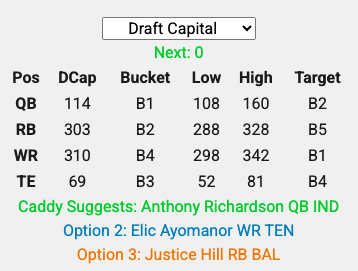 Draft Capital
Next: 0
Pos DCap Bucket Low High Target
QB 114 B1 108 160 B2
RB 303 B2 288 328 B5
WR 310 B4 298 342 B1
TE 69 B3 52 81 B4
Caddy Suggests: Anthony Richardson QB IND
Option 2: Elic Ayomanor WR TEN
Option 3: Justice Hill RB BAL